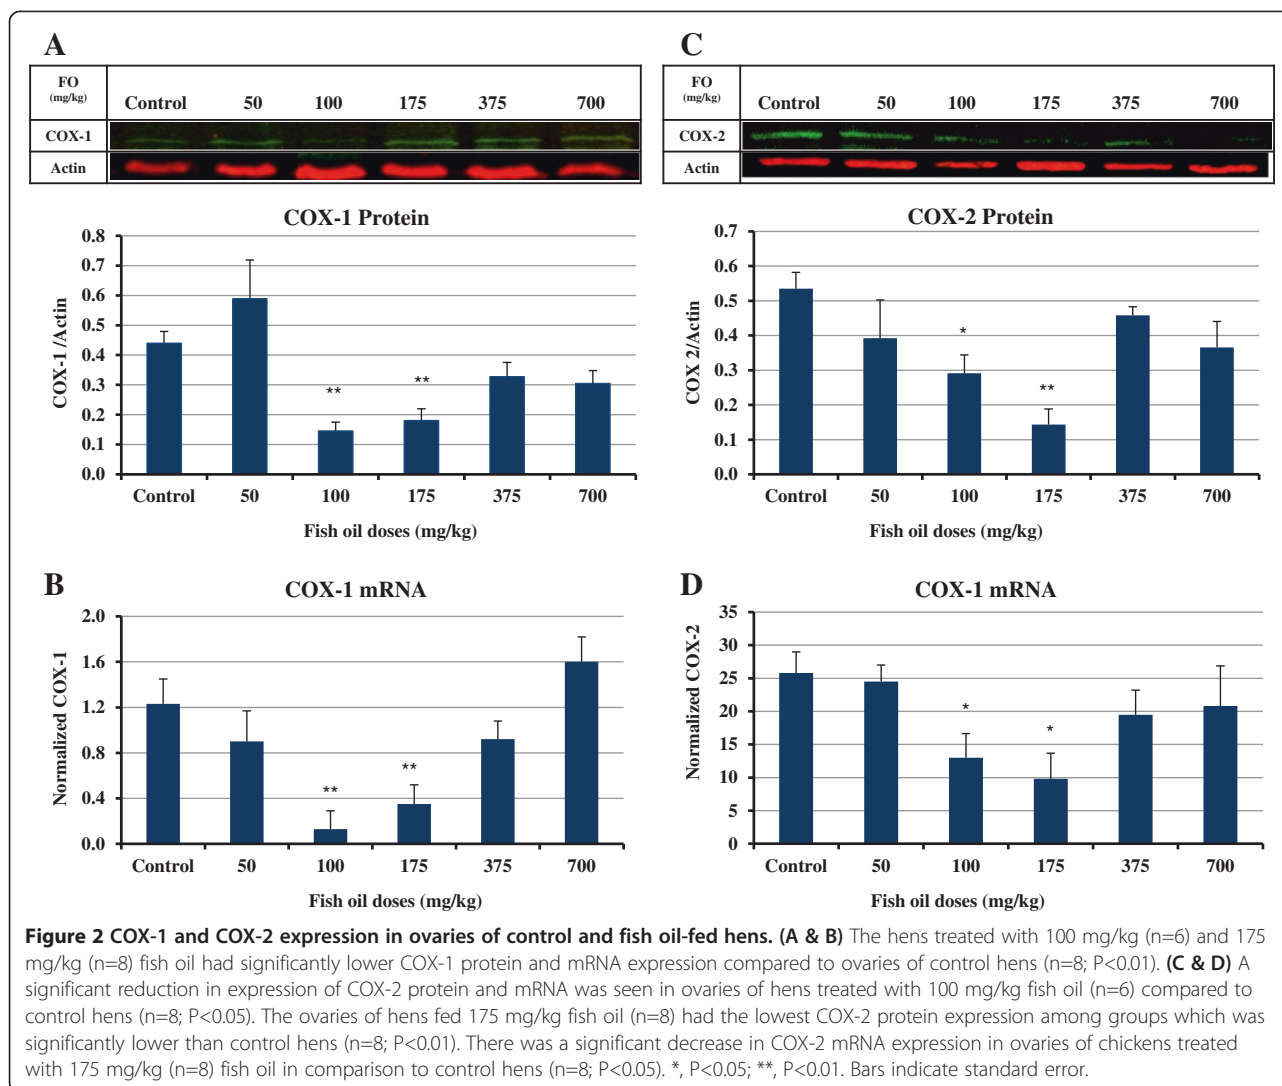 A
FO
(mg/kg)
Control 50 100 175 375 700
COX-1
Actin
COX-1 Protein
0.8
0.7
0.6
0.5
0.4
0.3
0.2
0.1
0.0
COX-1 /Actin
** **
Control 50 100 175 375 700
Fish oil doses (mg/kg)
C
FO
(mg/kg)
Control 50 100 175 375 700
COX-2
Actin
COX-2 Protein
0.7
0.6
0.5
0.4
0.3
0.2
0.1
0.0
COX 2/Actin
* **
Control 50 100 175 375 700
Fish oil doses (mg/kg)
B
COX-1 mRNA
2.0
1.6
1.2
0.8
0.4
0.0
Normalized COX-1
** **
Control 50 100 175 375 700
Fish oil doses (mg/kg)
D
COX-1 mRNA
35
30
25
20
15
10
5
0
Normalized COX-2
* *
Control 50 100 175 375 700
Fish oil doses (mg/kg)
Figure 2 COX-1 and COX-2 expression in ovaries of control and fish oil-fed hens. (A & B) The hens treated with 100 mg/kg (n=6) and 175
mg/kg (n=8) fish oil had significantly lower COX-1 protein and mRNA expression compared to ovaries of control hens (n=8; P<0.01). (C & D) A
significant reduction in expression of COX-2 protein and mRNA was seen in ovaries of hens treated with 100 mg/kg fish oil (n=6) compared to
control hens (n=8; P<0.05). The ovaries of hens fed 175 mg/kg fish oil (n=8) had the lowest COX-2 protein expression among groups which was
significantly lower than control hens (n=8; P<0.01). There was a significant decrease in COX-2 mRNA expression in ovaries of chickens treated
with 175 mg/kg (n=8) fish oil in comparison to control hens (n=8; P<0.05). *, P<0.05; **, P<0.01. Bars indicate standard error.